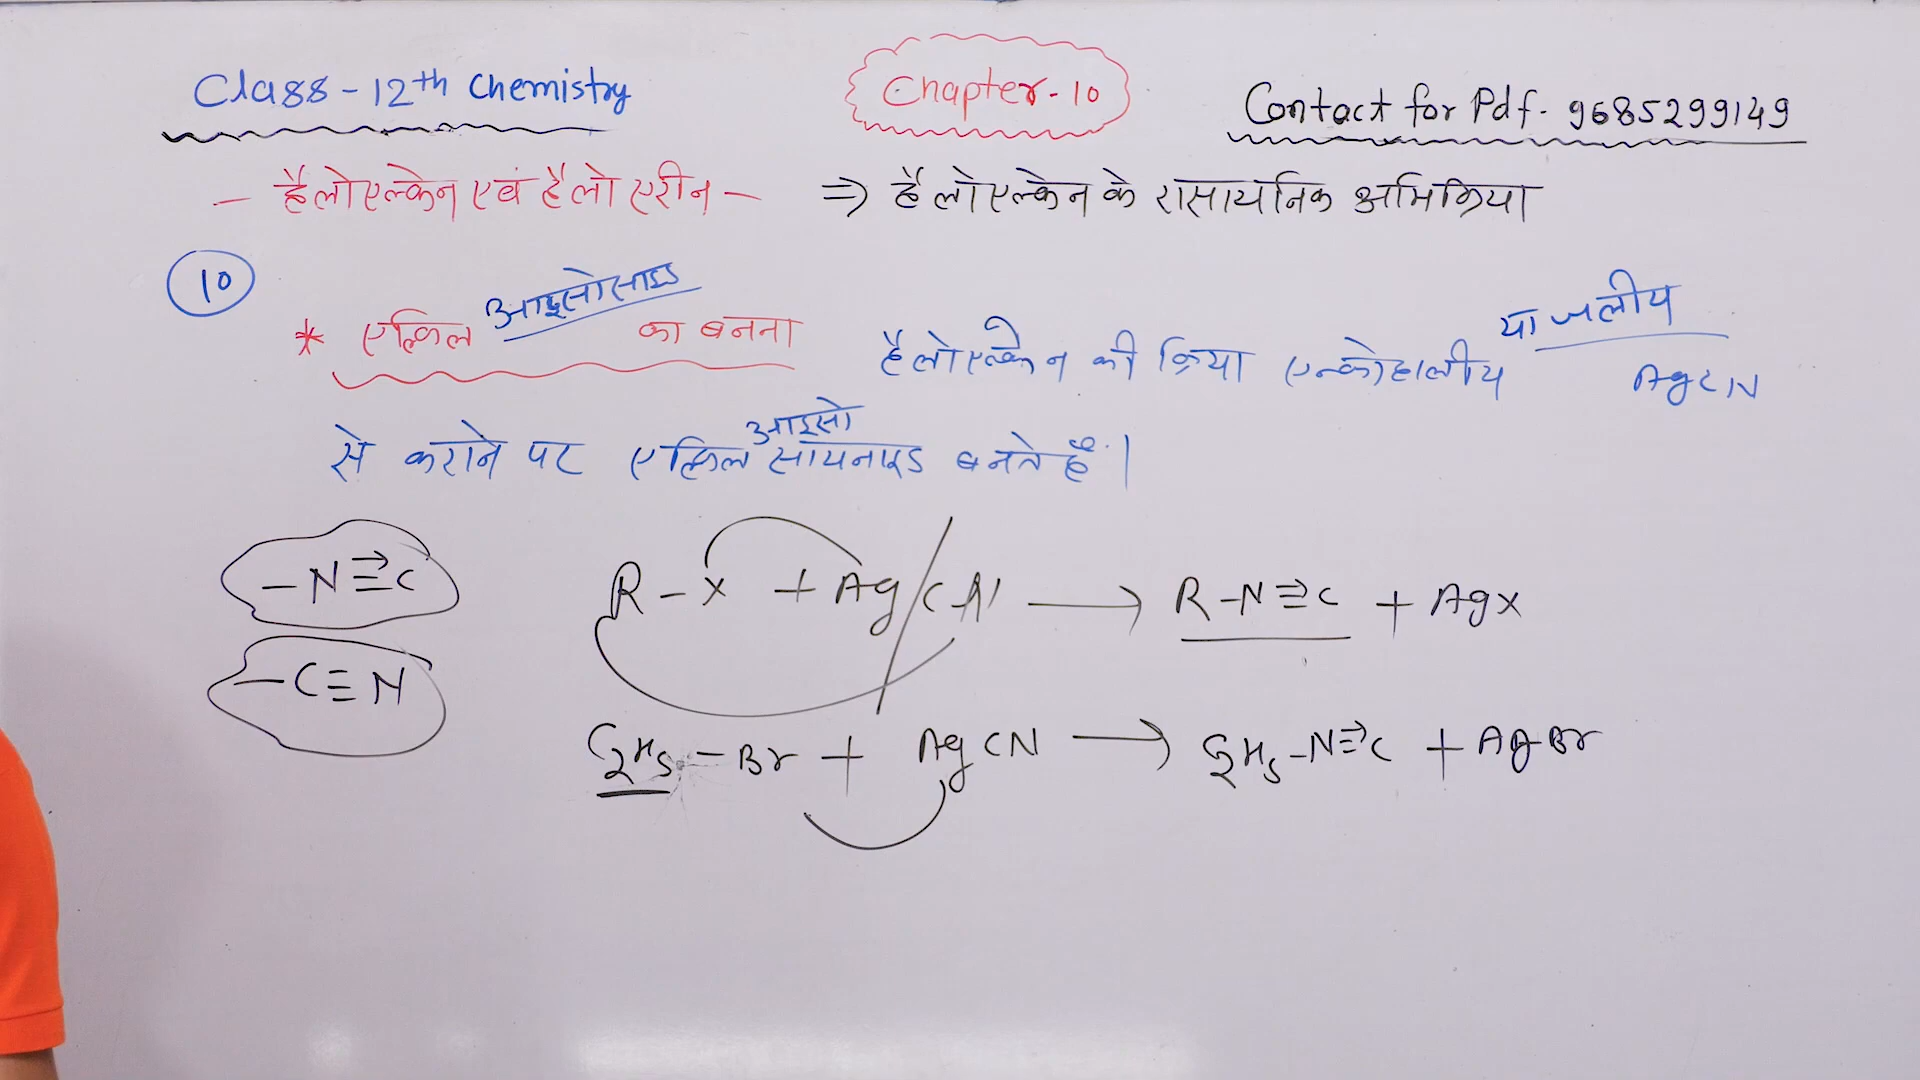 Class - 12th Chemistry
Chapter - 10
Contact for Pdf - 9685299149
- हैलोएल्केन एवं हैलोएरीन - ⇒ हैलोएल्केन के रासायनिक अभिक्रिया
10
* एल्किल आइसोसाइड का बनना
हैलोएल्केन की क्रिया एल्कोहालीय या जलीय AgCN
से कराने पर एल्किल आइसो सायनाइड बनते हैं।
-N≡C
R-X + AgCN ⟶ R-N≡C + AgX
-C≡N
C2H5-Br + AgCN ⟶ C2H5-N≡C + AgBr